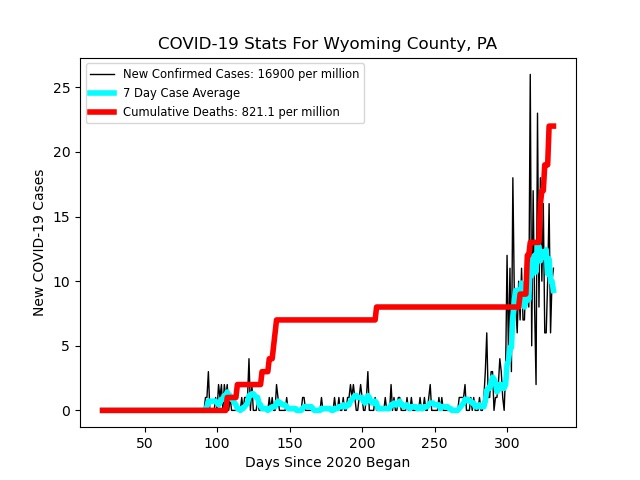 COVID-19 Stats For Wyoming County, PA
New Confirmed Cases: 16900 per million
7 Day Case Average
Cumulative Deaths: 821.1 per million
25
20
15
10
5
0
New COVID-19 Cases
50 100 150 200 250 300
Days Since 2020 Began